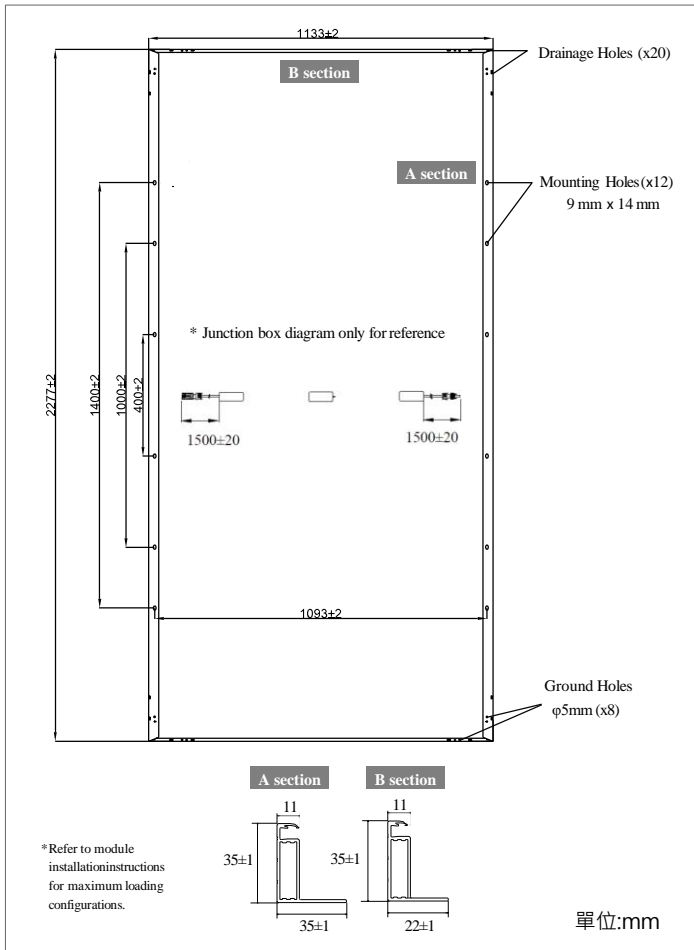 1133±2
Drainage Holes (x20)
B section
A section
Mounting Holes(x12)
9 mm x 14 mm
* Junction box diagram only for reference
2277±2
1400±2
1000±2
400±2
1500±20
1500±20
1093±2
Ground Holes
φ5mm (x8)
A section
B section
11
11
35±1
35±1
35±1
22±1
*Refer to module
installationinstructions
for maximum loading
configurations.
單位:mm